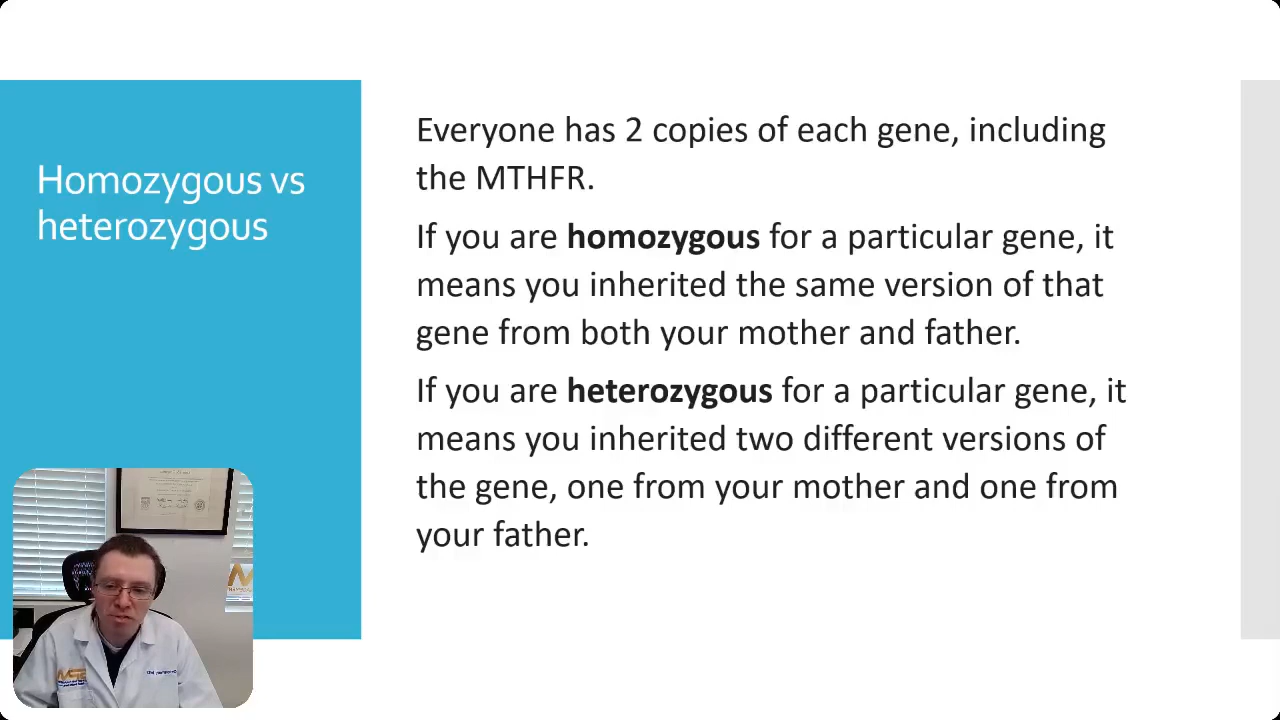 Homozygous vs
heterozygous
Everyone has 2 copies of each gene, including
the MTHFR.
If you are homozygous for a particular gene, it
means you inherited the same version of that
gene from both your mother and father.
If you are heterozygous for a particular gene, it
means you inherited two different versions of
the gene, one from your mother and one from
your father.